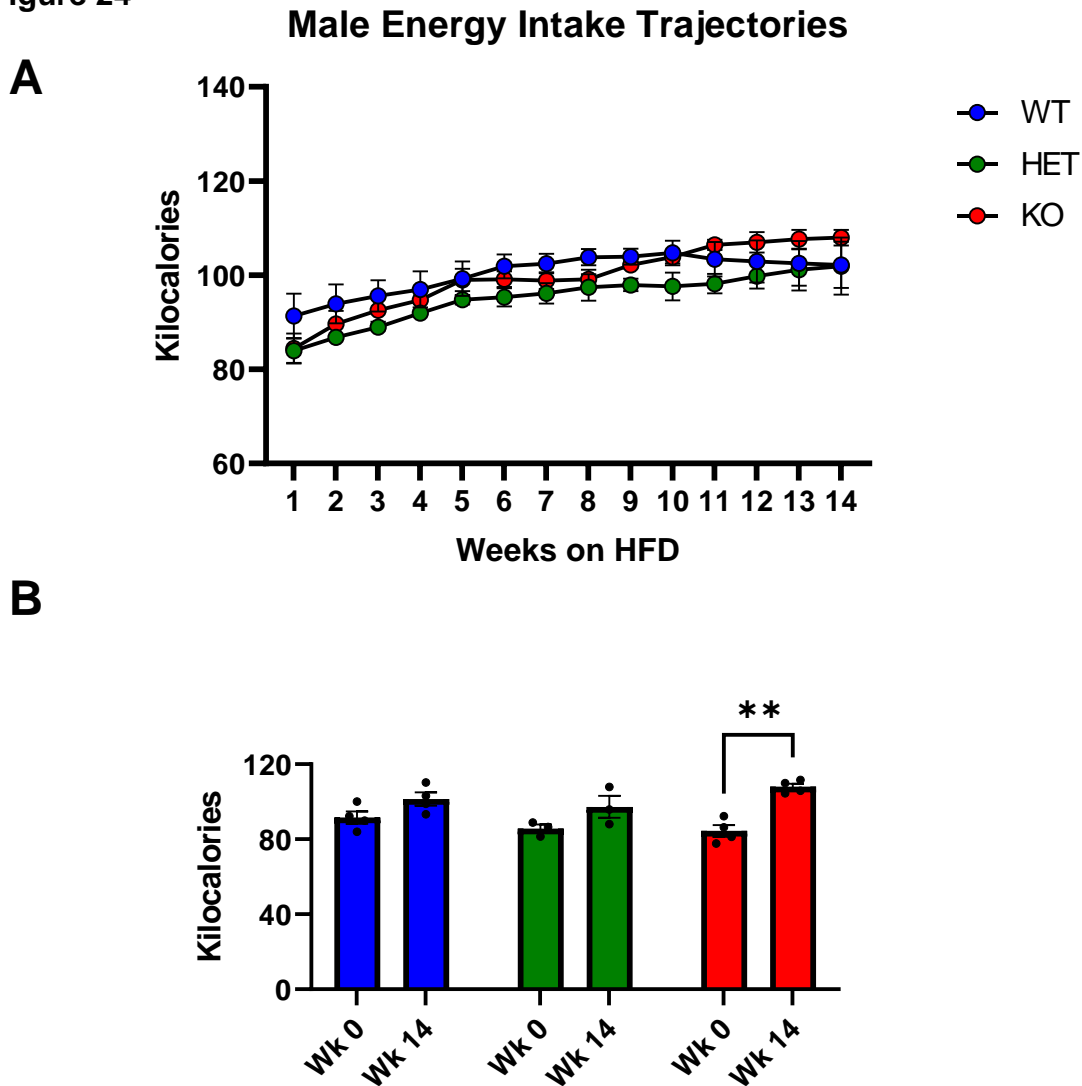 Male Energy Intake Trajectories
A
140
120
100
80
60
Kilocalories
1 2 3 4 5 6 7 8 9 10 11 12 13 14
Weeks on HFD
WT
HET
KO
B
**
120
80
40
0
Kilocalories
Wk 0 Wk 14 Wk 0 Wk 14 Wk 0 Wk 14